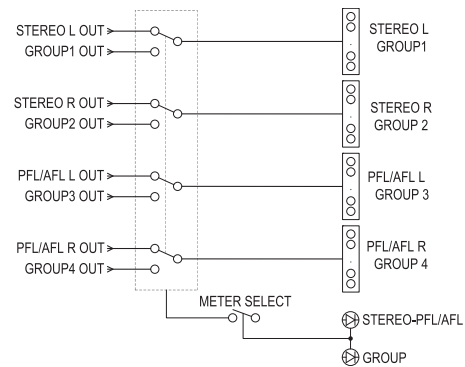 STEREO L OUT
GROUP1 OUT
STEREO L
GROUP1
STEREO R OUT
GROUP2 OUT
STEREO R
GROUP 2
PFL/AFL L OUT
GROUP3 OUT
PFL/AFL L
GROUP 3
PFL/AFL R OUT
GROUP4 OUT
PFL/AFL R
GROUP 4
METER SELECT
STEREO-PFL/AFL
GROUP